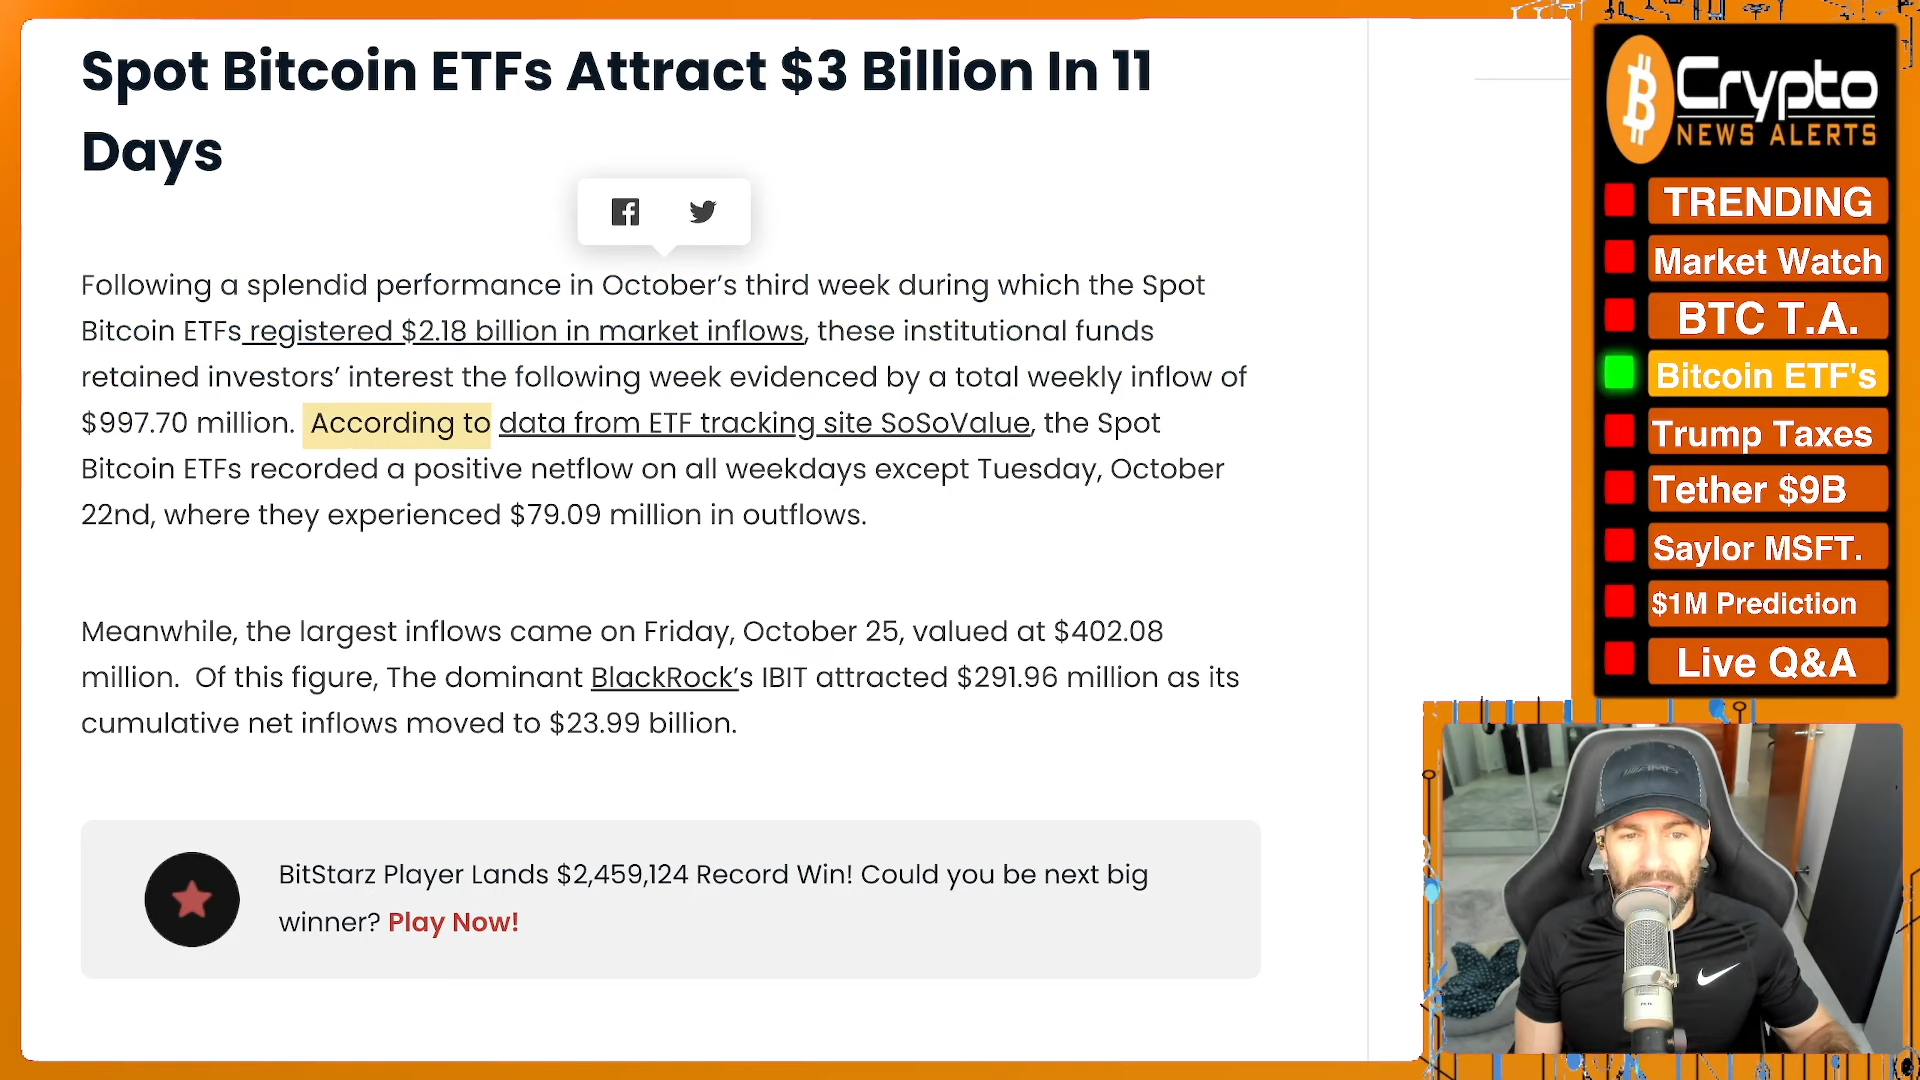 Spot Bitcoin ETFs Attract $3 Billion In 11
Days
Following a splendid performance in October’s third week during which the Spot
Bitcoin ETFs registered $2.18 billion in market inflows, these institutional funds
retained investors’ interest the following week evidenced by a total weekly inflow of
$997.70 million. According to data from ETF tracking site SoSoValue, the Spot
Bitcoin ETFs recorded a positive netflow on all weekdays except Tuesday, October
22nd, where they experienced $79.09 million in outflows.
Meanwhile, the largest inflows came on Friday, October 25, valued at $402.08
million. Of this figure, The dominant BlackRock’s IBIT attracted $291.96 million as its
cumulative net inflows moved to $23.99 billion.
BitStarz Player Lands $2,459,124 Record Win! Could you be next big
winner? Play Now!
Crypto
NEWS ALERTS
TRENDING
Market Watch
BTC T.A.
Bitcoin ETF's
Trump Taxes
Tether $9B
Saylor MSFT.
$1M Prediction
Live Q&A
AMG